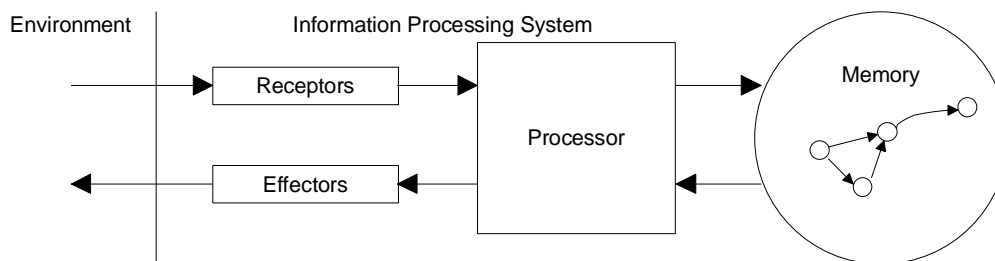 Environment
Information Processing System
Receptors
Memory
Processor
Effectors